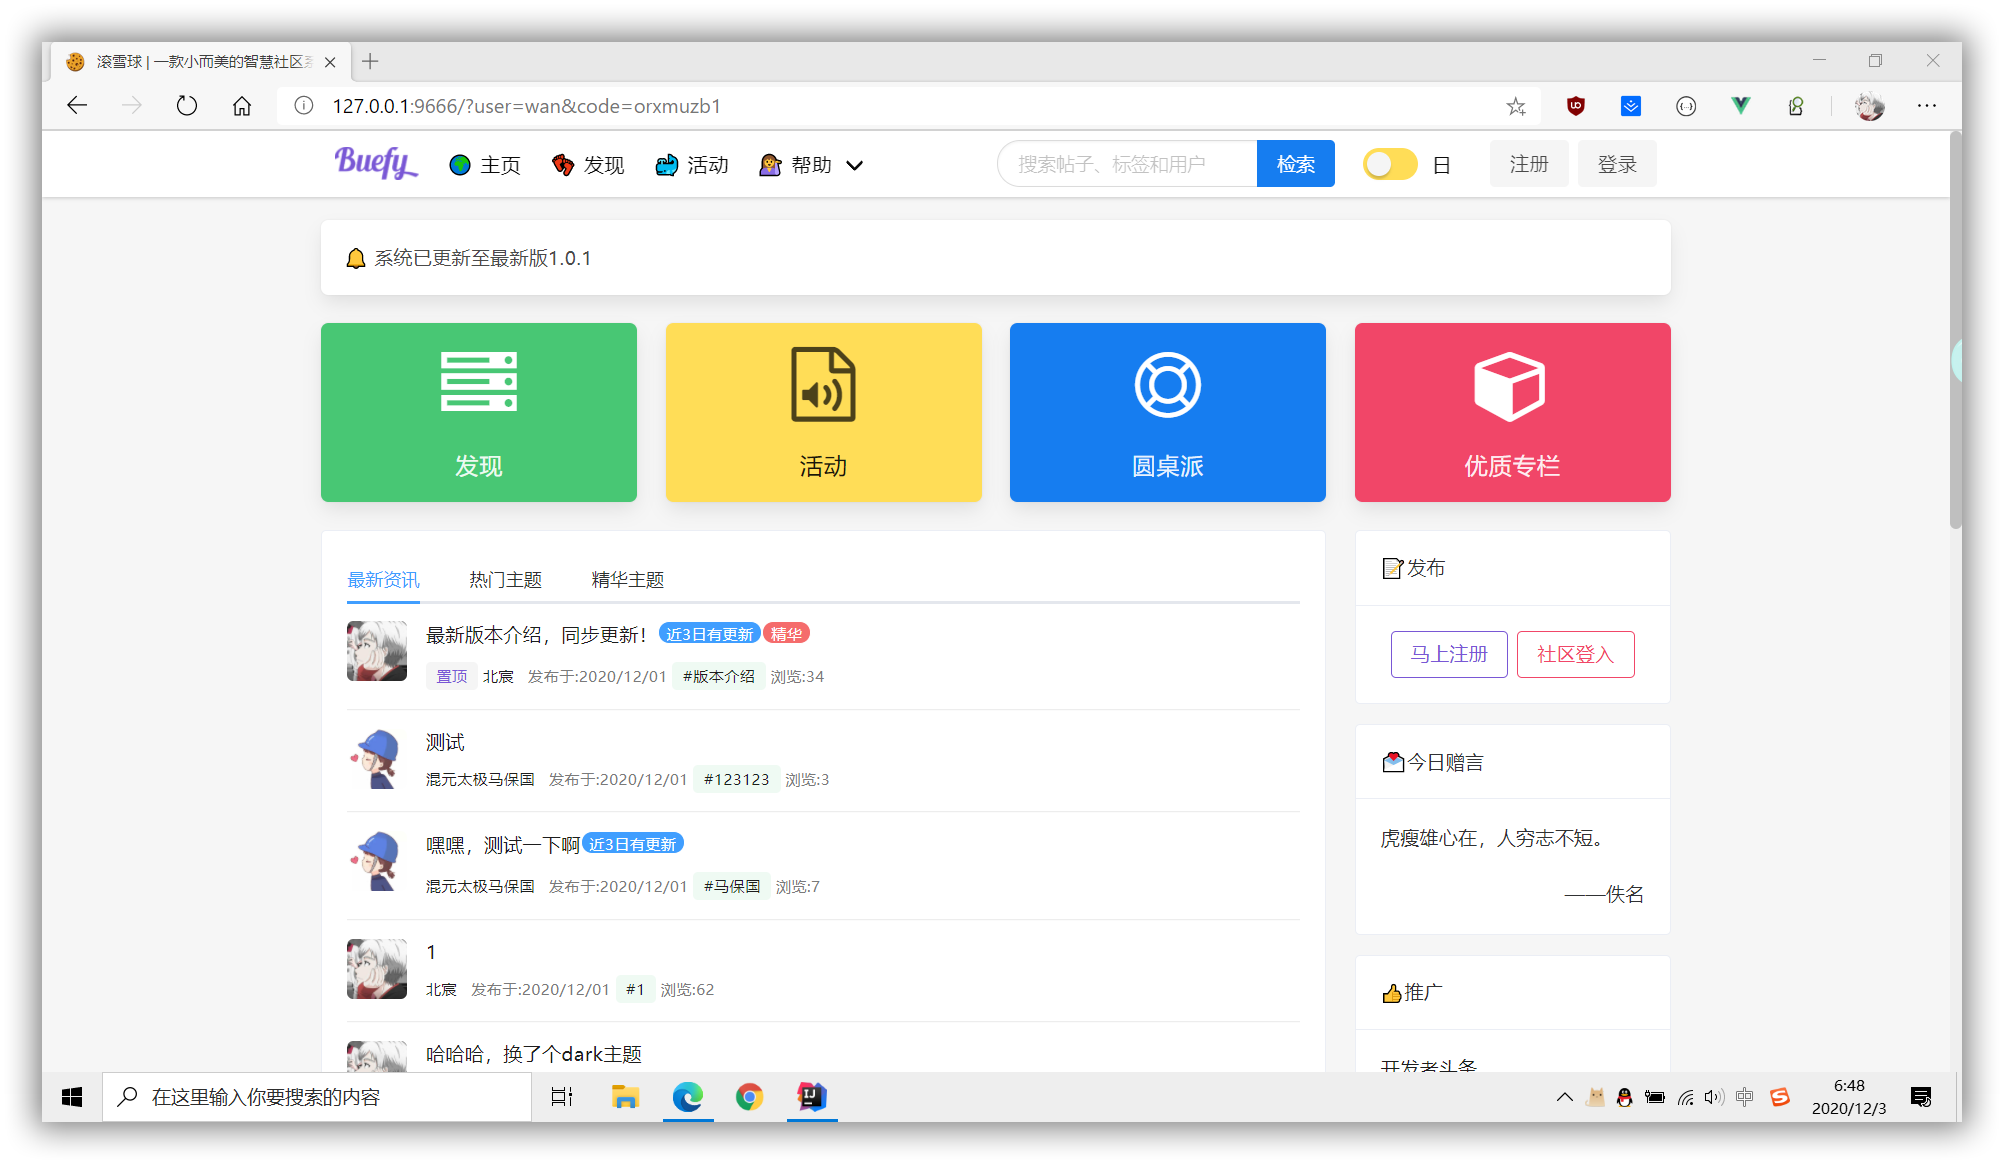 滚雪球 | 一款小而美的智慧社区系
127.0.0.1:9666/?user=wan&code=orxmuzb1
Buefy 主页 发现 活动 帮助 搜索帖子、标签和用户 检索 日 注册 登录
系统已更新至最新版1.0.1
发现 活动 圆桌派 优质专栏
最新资讯 热门主题 精华主题
最新版本介绍，同步更新！ 近3日有更新 精华
置顶 北宸 发布于:2020/12/01 #版本介绍 浏览:34
测试
混元太极马保国 发布于:2020/12/01 #123123 浏览:3
嘿嘿，测试一下啊 近3日有更新
混元太极马保国 发布于:2020/12/01 #马保国 浏览:7
1
北宸 发布于:2020/12/01 #1 浏览:62
哈哈哈，换了个dark主题
发布
马上注册 社区登入
今日赠言
虎瘦雄心在，人穷志不短。
——佚名
推广
开发者头条
在这里输入你要搜索的内容
中
6:48
2020/12/3